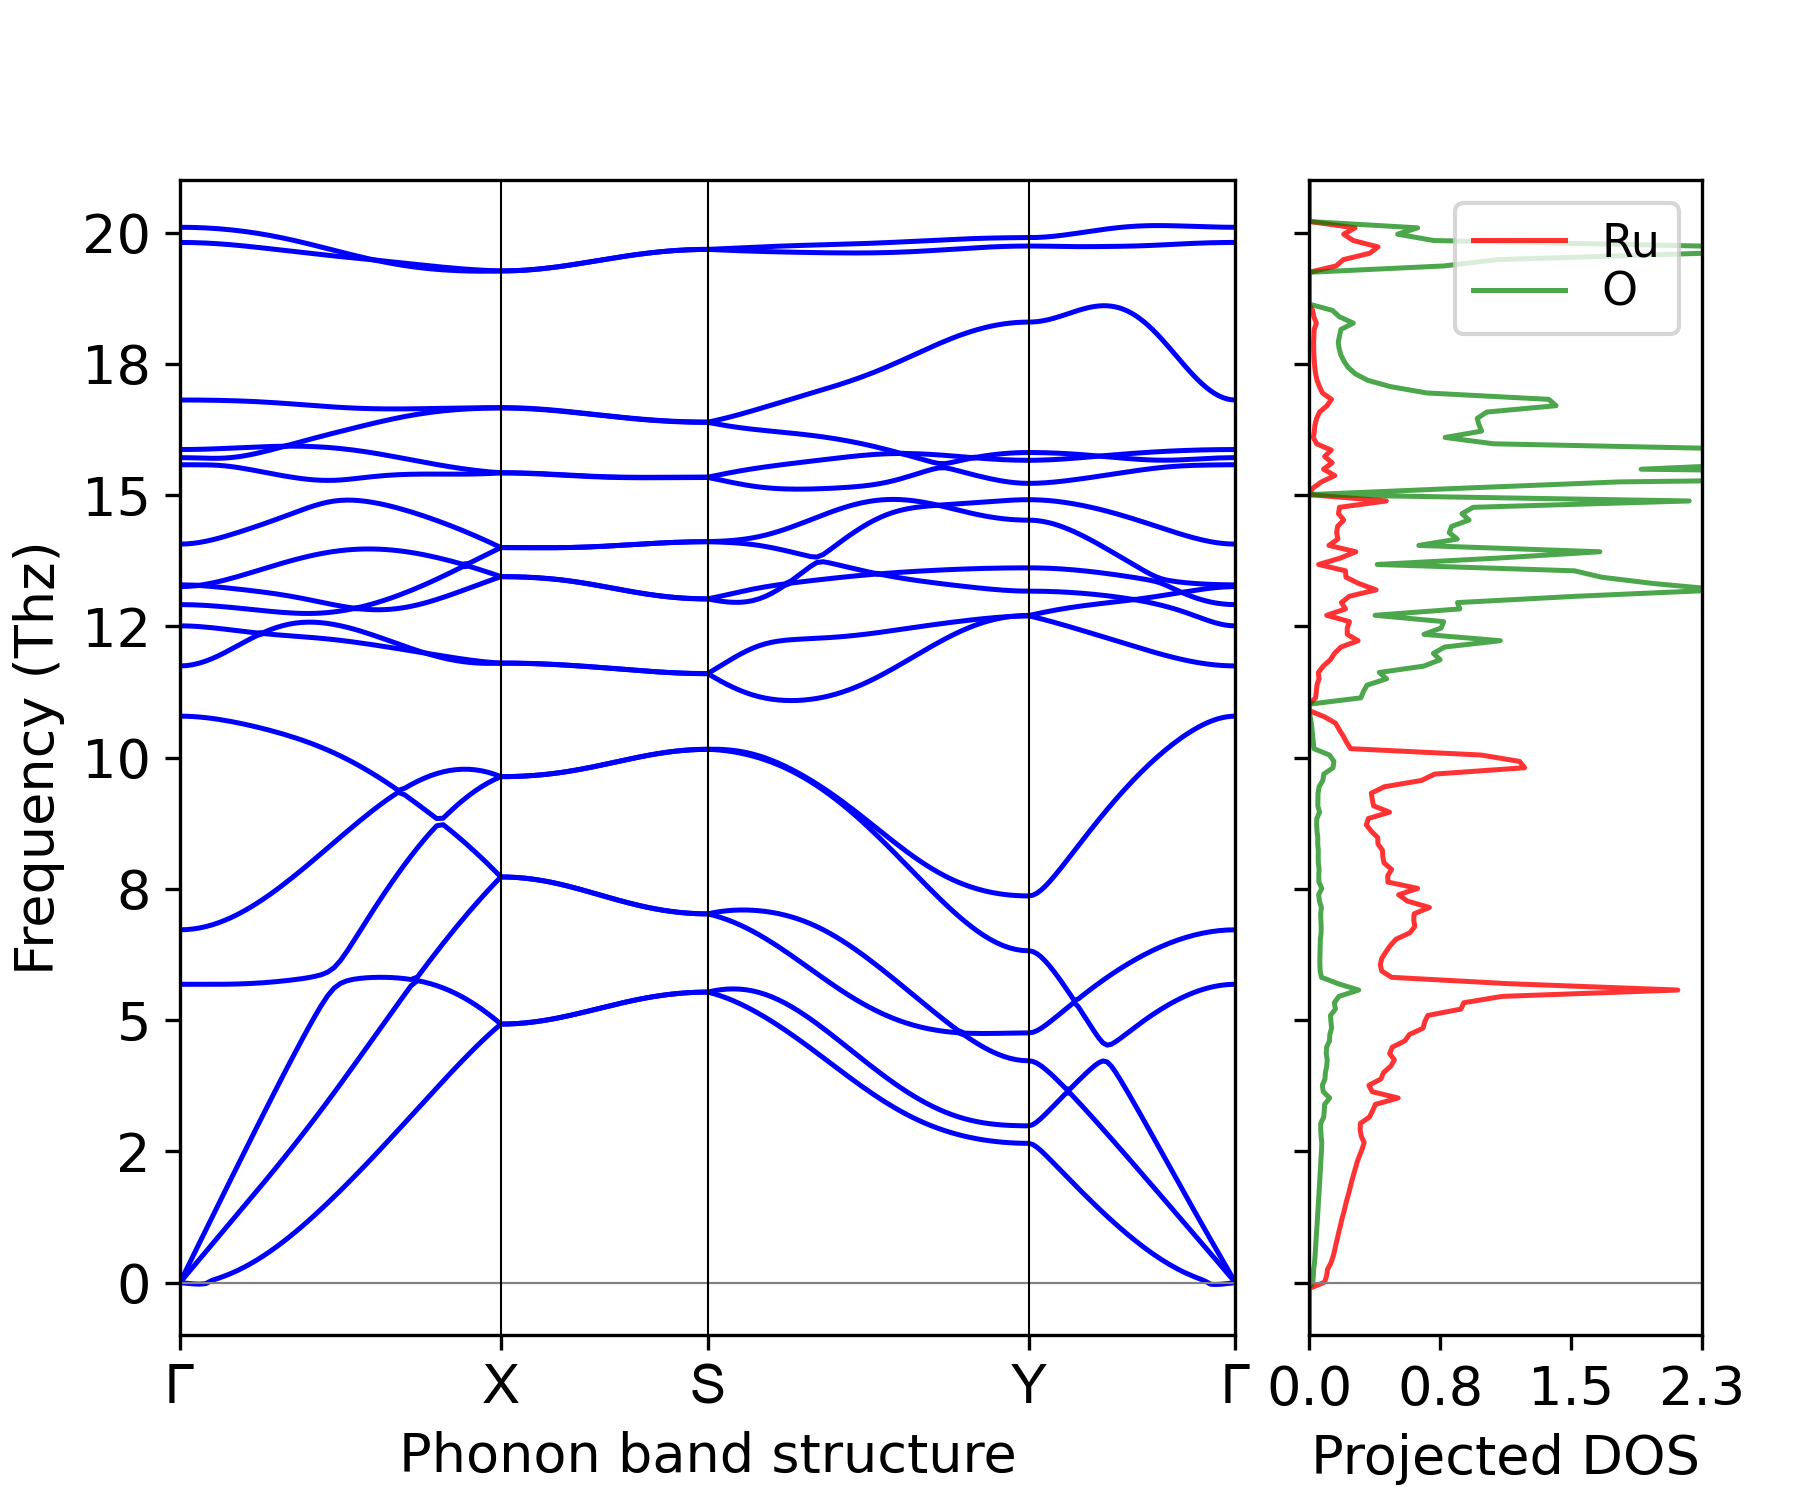 20
18
15
12
10
8
5
2
0
Frequency (Thz)
Γ X S Y Γ
Phonon band structure
Ru
O
0.0 0.8 1.5 2.3
Projected DOS